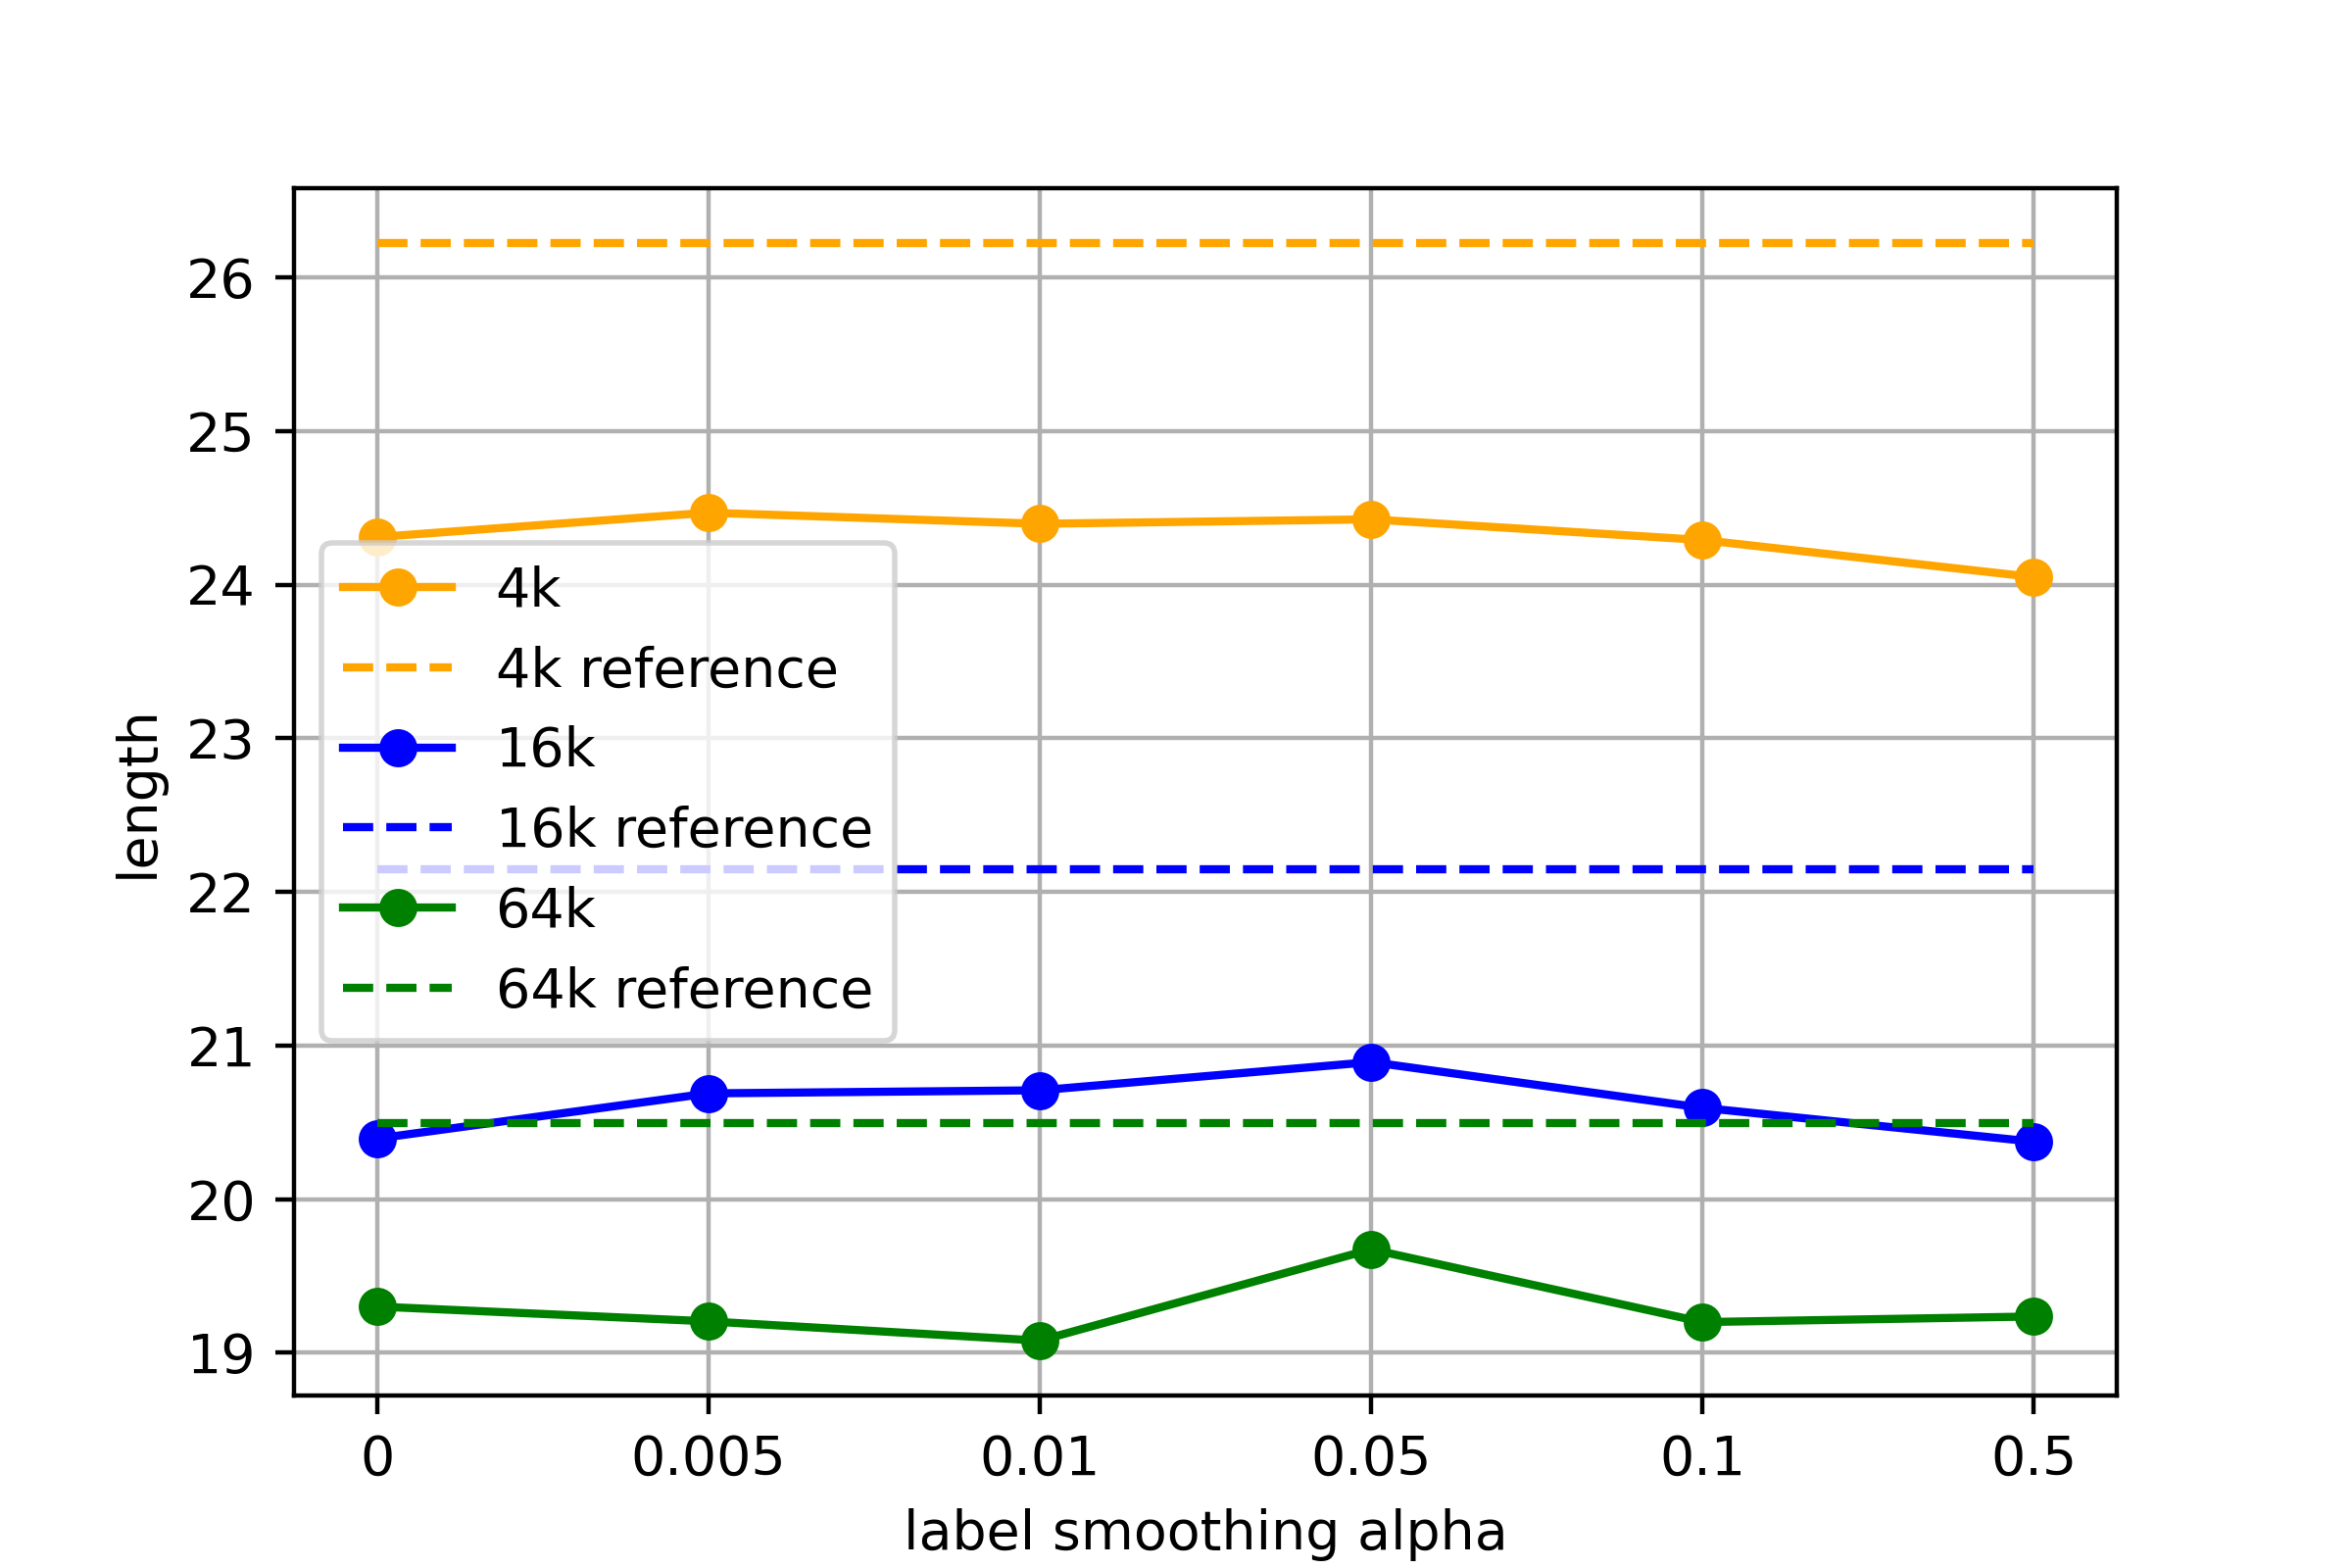 26
25
24
23
22
21
20
19
length
4k
4k reference
16k
16k reference
64k
64k reference
0 0.005 0.01 0.05 0.1 0.5
label smoothing alpha